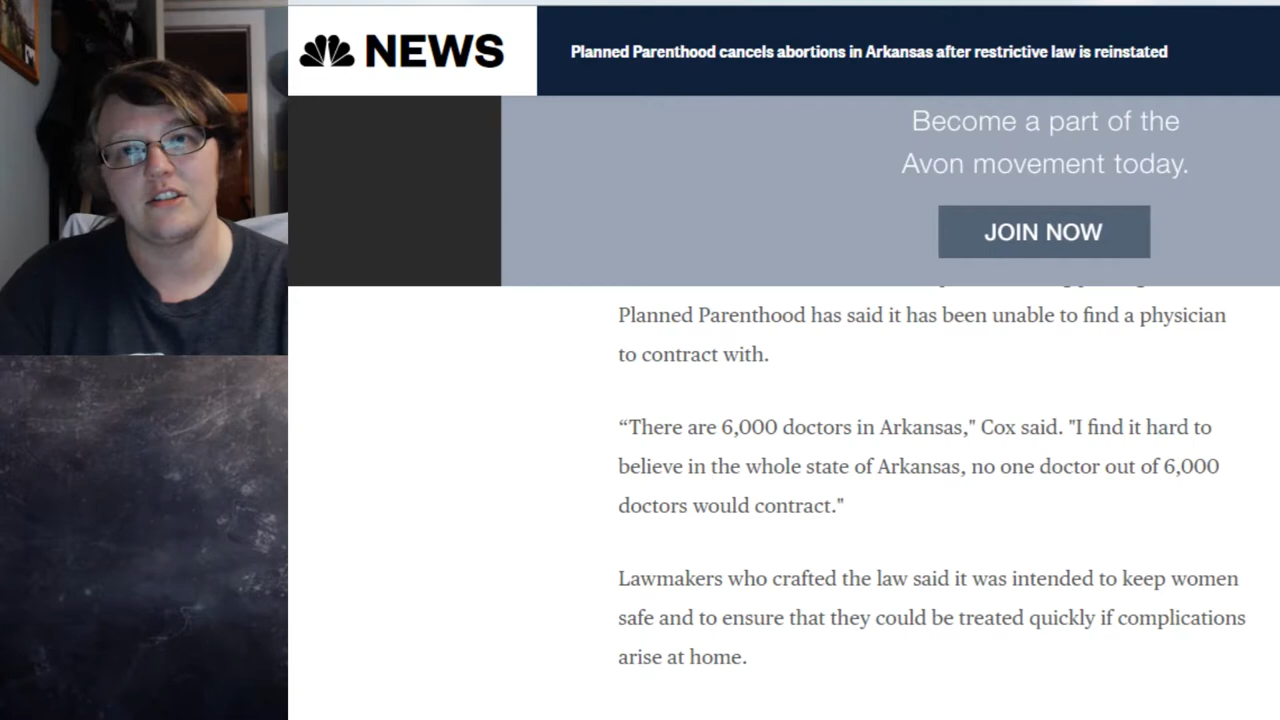 NEWS
Planned Parenthood cancels abortions in Arkansas after restrictive law is reinstated
Become a part of the
Avon movement today.
JOIN NOW
Planned Parenthood has said it has been unable to find a physician
to contract with.
“There are 6,000 doctors in Arkansas," Cox said. "I find it hard to
believe in the whole state of Arkansas, no one doctor out of 6,000
doctors would contract."
Lawmakers who crafted the law said it was intended to keep women
safe and to ensure that they could be treated quickly if complications
arise at home.